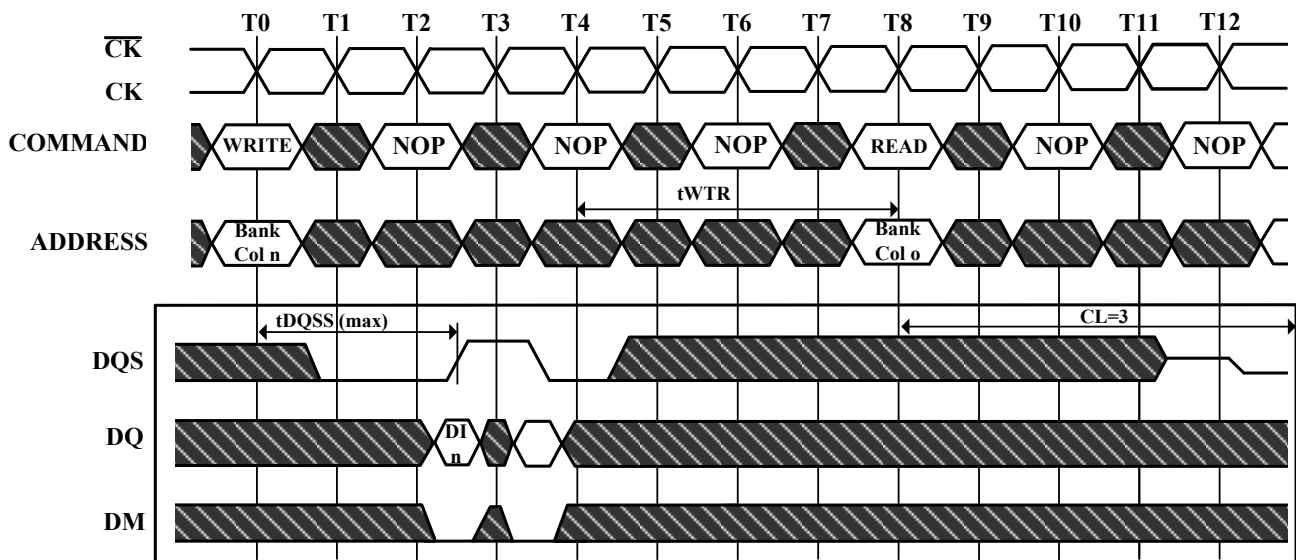 T0 T1 T2 T3 T4 T5 T6 T7 T8 T9 T10 T11 T12
CK
CK
COMMAND WRITE NOP NOP NOP READ NOP NOP
tWTR
ADDRESS Bank Col n Bank Col o
tDQSS (max) CL=3
DQS
DQ DI n
DM